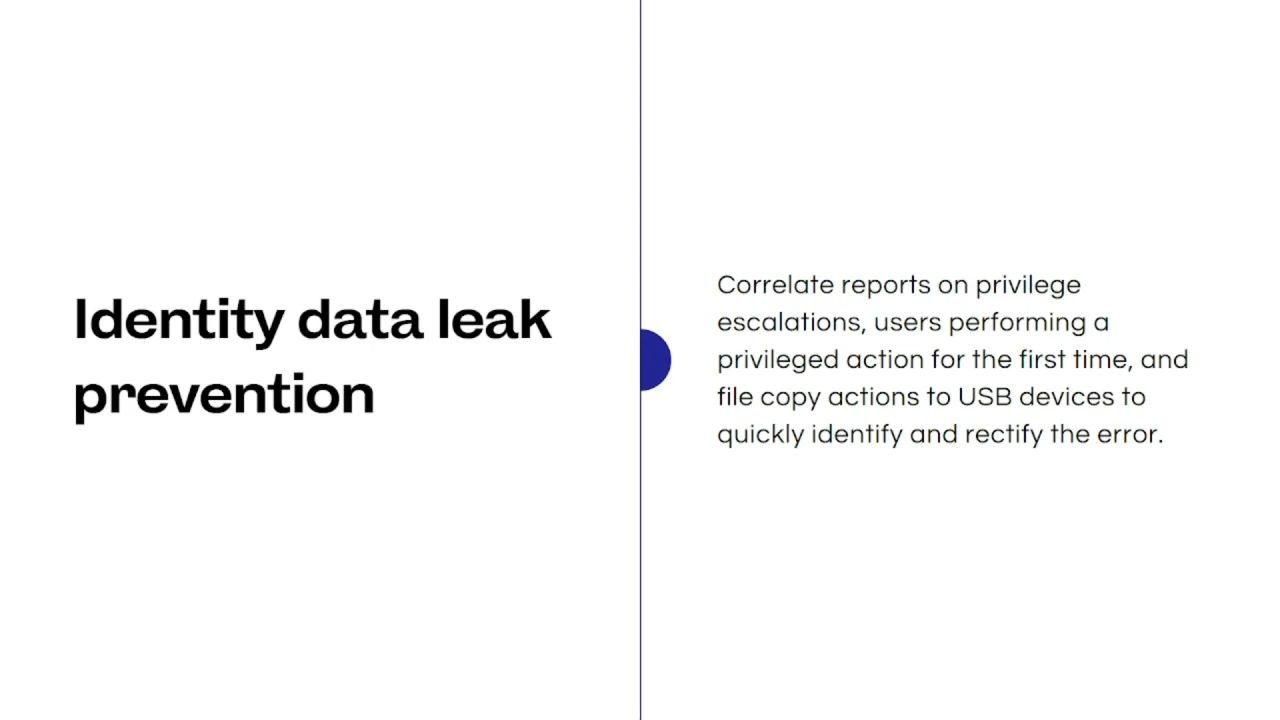 Identity data leak
prevention
Correlate reports on privilege
escalations, users performing a
privileged action for the first time, and
file copy actions to USB devices to
quickly identify and rectify the error.